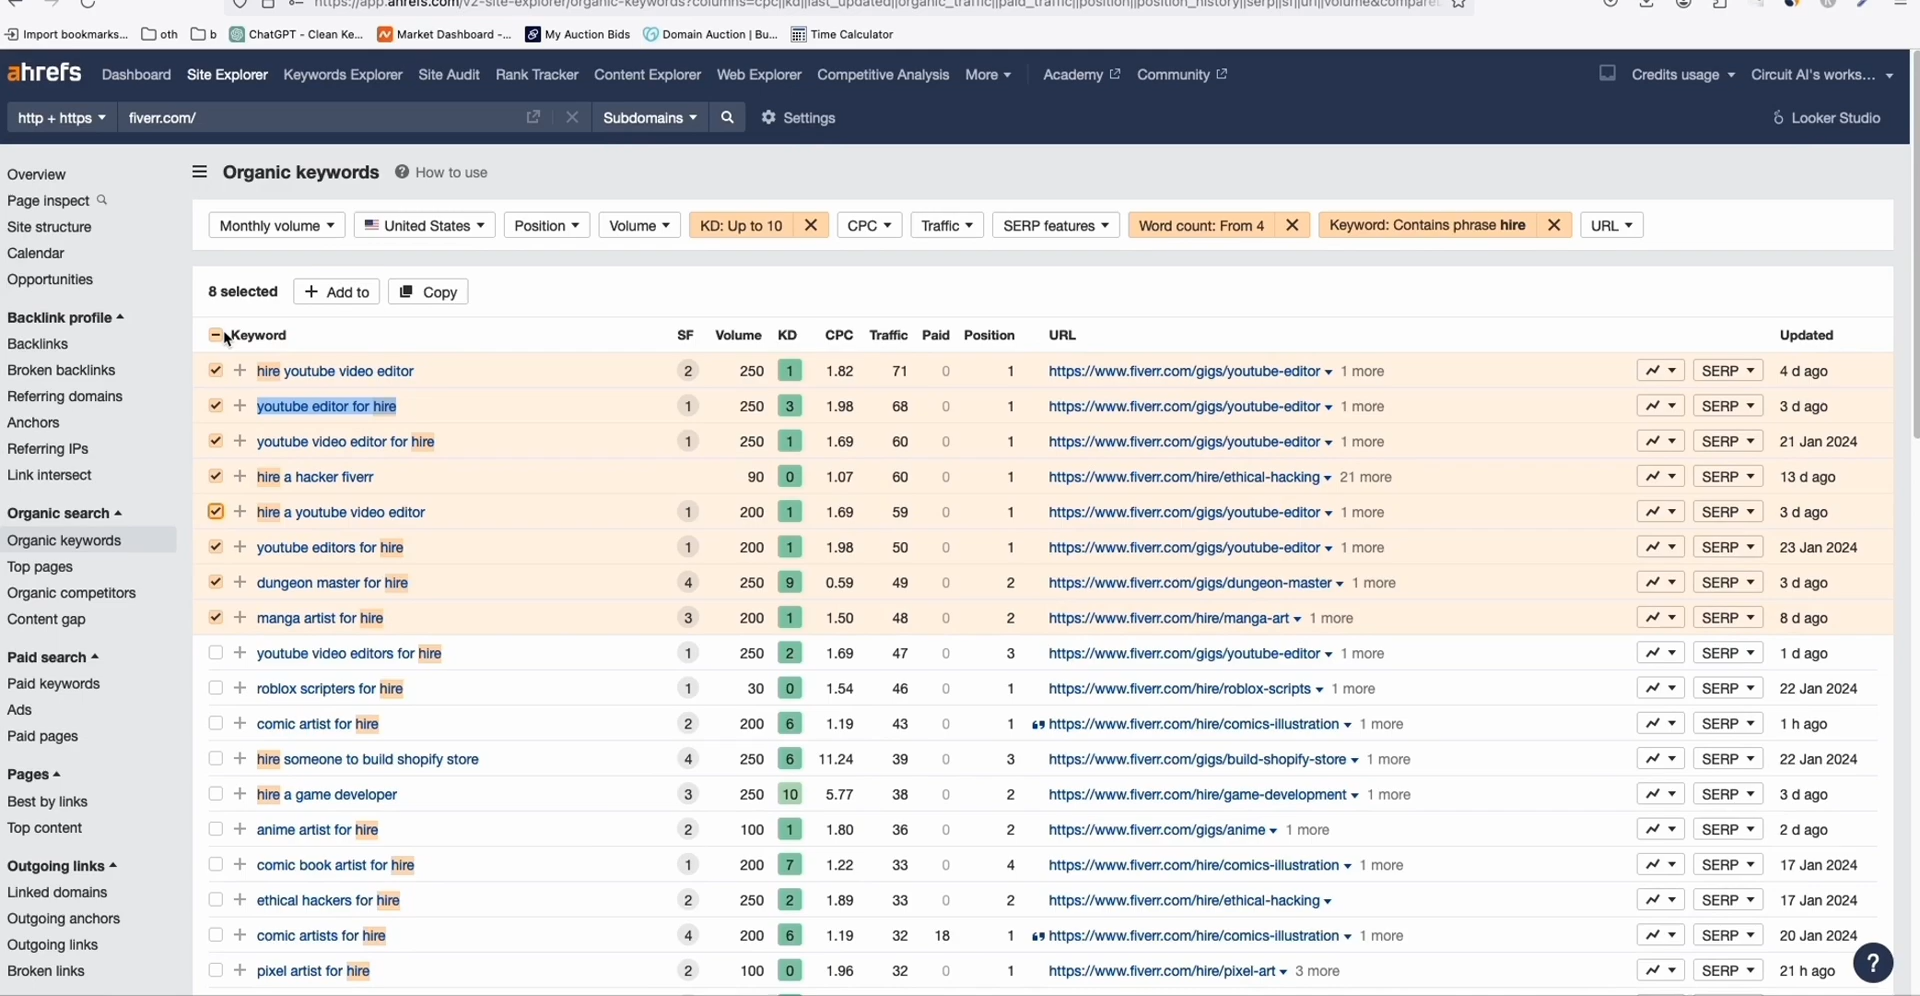 https://app.ahrefs.com/v2-site-explorer/organic-keywords?columns=cpc||kd||last_updated||organic_traffic||paid_traffic||position||position_history||serp||sf||url||volume&compare
Import bookmarks... oth b ChatGPT - Clean Ke... Market Dashboard -... My Auction Bids Domain Auction | Bu... Time Calculator
ahrefs Dashboard Site Explorer Keywords Explorer Site Audit Rank Tracker Content Explorer Web Explorer Competitive Analysis More Academy Community Credits usage Circuit AI's works...
http + https fiverr.com/ Subdomains Settings Looker Studio
Overview
Page inspect
Site structure
Calendar
Opportunities
Backlink profile
Backlinks
Broken backlinks
Referring domains
Anchors
Referring IPs
Link intersect
Organic search
Organic keywords
Top pages
Organic competitors
Content gap
Paid search
Paid keywords
Ads
Paid pages
Pages
Best by links
Top content
Outgoing links
Linked domains
Outgoing anchors
Outgoing links
Broken links
Organic keywords ? How to use
Monthly volume United States Position Volume KD: Up to 10 CPC Traffic SERP features Word count: From 4 Keyword: Contains phrase hire URL
8 selected + Add to Copy
Keyword SF Volume KD CPC Traffic Paid Position URL Updated
hire youtube video editor 2 250 1 1.82 71 0 1 https://www.fiverr.com/gigs/youtube-editor 1 more SERP 4 d ago
youtube editor for hire 1 250 3 1.98 68 0 1 https://www.fiverr.com/gigs/youtube-editor 1 more SERP 3 d ago
youtube video editor for hire 1 250 1 1.69 60 0 1 https://www.fiverr.com/gigs/youtube-editor 1 more SERP 21 Jan 2024
hire a hacker fiverr 90 0 1.07 60 0 1 https://www.fiverr.com/hire/ethical-hacking 21 more SERP 13 d ago
hire a youtube video editor 1 200 1 1.69 59 0 1 https://www.fiverr.com/gigs/youtube-editor 1 more SERP 3 d ago
youtube editors for hire 1 200 1 1.98 50 0 1 https://www.fiverr.com/gigs/youtube-editor 1 more SERP 23 Jan 2024
dungeon master for hire 4 250 9 0.59 49 0 2 https://www.fiverr.com/gigs/dungeon-master 1 more SERP 3 d ago
manga artist for hire 3 200 1 1.50 48 0 2 https://www.fiverr.com/hire/manga-art 1 more SERP 8 d ago
youtube video editors for hire 1 250 2 1.69 47 0 3 https://www.fiverr.com/gigs/youtube-editor 1 more SERP 1 d ago
roblox scripters for hire 1 30 0 1.54 46 0 1 https://www.fiverr.com/hire/roblox-scripts 1 more SERP 22 Jan 2024
comic artist for hire 2 200 6 1.19 43 0 1 https://www.fiverr.com/hire/comics-illustration 1 more SERP 1 h ago
hire someone to build shopify store 4 250 6 11.24 39 0 3 https://www.fiverr.com/gigs/build-shopify-store 1 more SERP 22 Jan 2024
hire a game developer 3 250 10 5.77 38 0 2 https://www.fiverr.com/hire/game-development 1 more SERP 3 d ago
anime artist for hire 2 100 1 1.80 36 0 2 https://www.fiverr.com/gigs/anime 1 more SERP 2 d ago
comic book artist for hire 1 200 7 1.22 33 0 4 https://www.fiverr.com/hire/comics-illustration 1 more SERP 17 Jan 2024
ethical hackers for hire 2 250 2 1.89 33 0 2 https://www.fiverr.com/hire/ethical-hacking SERP 17 Jan 2024
comic artists for hire 4 200 6 1.19 32 18 1 https://www.fiverr.com/hire/comics-illustration 1 more SERP 20 Jan 2024
pixel artist for hire 2 100 0 1.96 32 0 1 https://www.fiverr.com/hire/pixel-art 3 more SERP 21 h ago
?